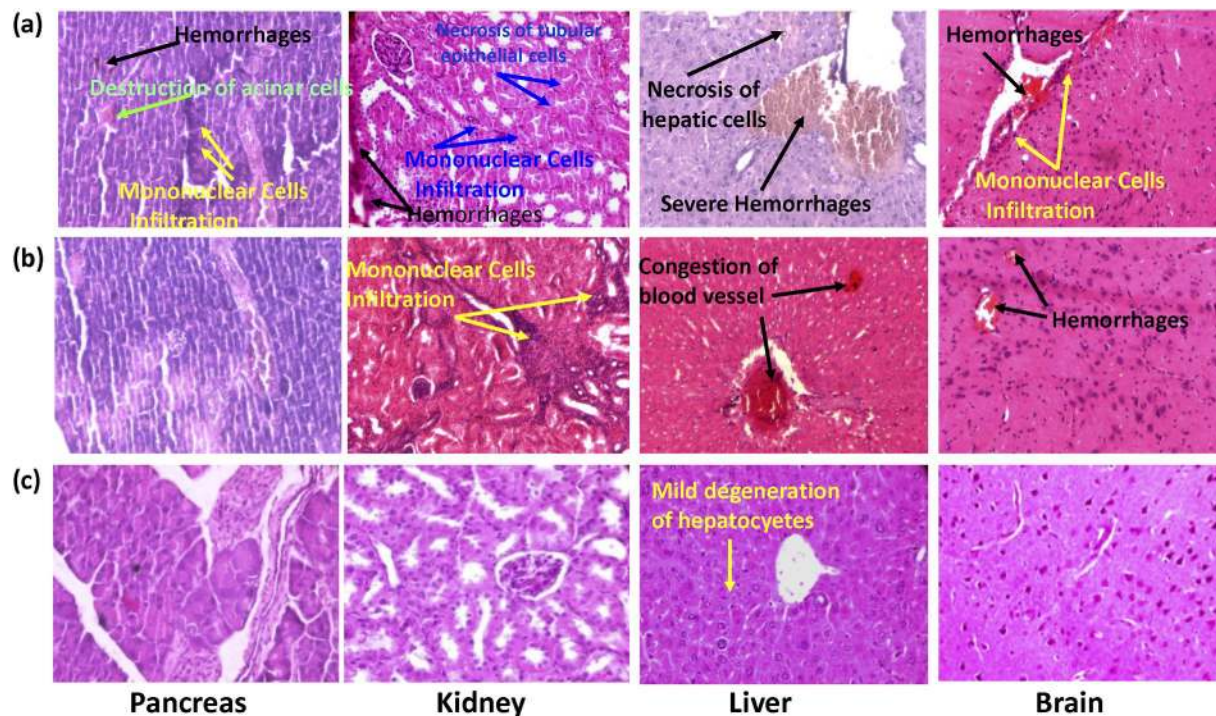 (a)
Hemorrhages
Destruction of acinar cells
Mononuclear Cells
Infiltration
Necrosis of tubular
epithelial cells
Mononuclear Cells
Infiltration
Hemorrhages
Necrosis of
hepatic cells
Severe Hemorrhages
Hemorrhages
Mononuclear Cells
Infiltration
(b)
Mononuclear Cells
Infiltration
Congestion of
blood vessel
Hemorrhages
(c)
Mild degeneration
of hepatocyetes
Pancreas
Kidney
Liver
Brain